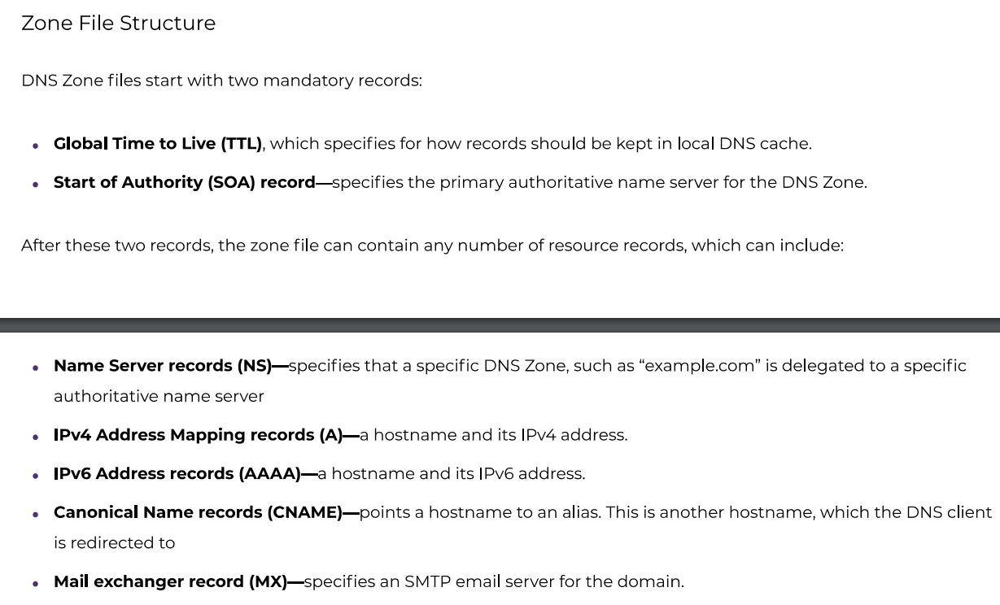 Zone File Structure
DNS Zone files start with two mandatory records:
• Global Time to Live (TTL), which specifies for how records should be kept in local DNS cache.
• Start of Authority (SOA) record—specifies the primary authoritative name server for the DNS Zone.
After these two records, the zone file can contain any number of resource records, which can include:
• Name Server records (NS)—specifies that a specific DNS Zone, such as “example.com” is delegated to a specific
authoritative name server
• IPv4 Address Mapping records (A)—a hostname and its IPv4 address.
• IPv6 Address records (AAAA)—a hostname and its IPv6 address.
• Canonical Name records (CNAME)—points a hostname to an alias. This is another hostname, which the DNS client
is redirected to
• Mail exchanger record (MX)—specifies an SMTP email server for the domain.